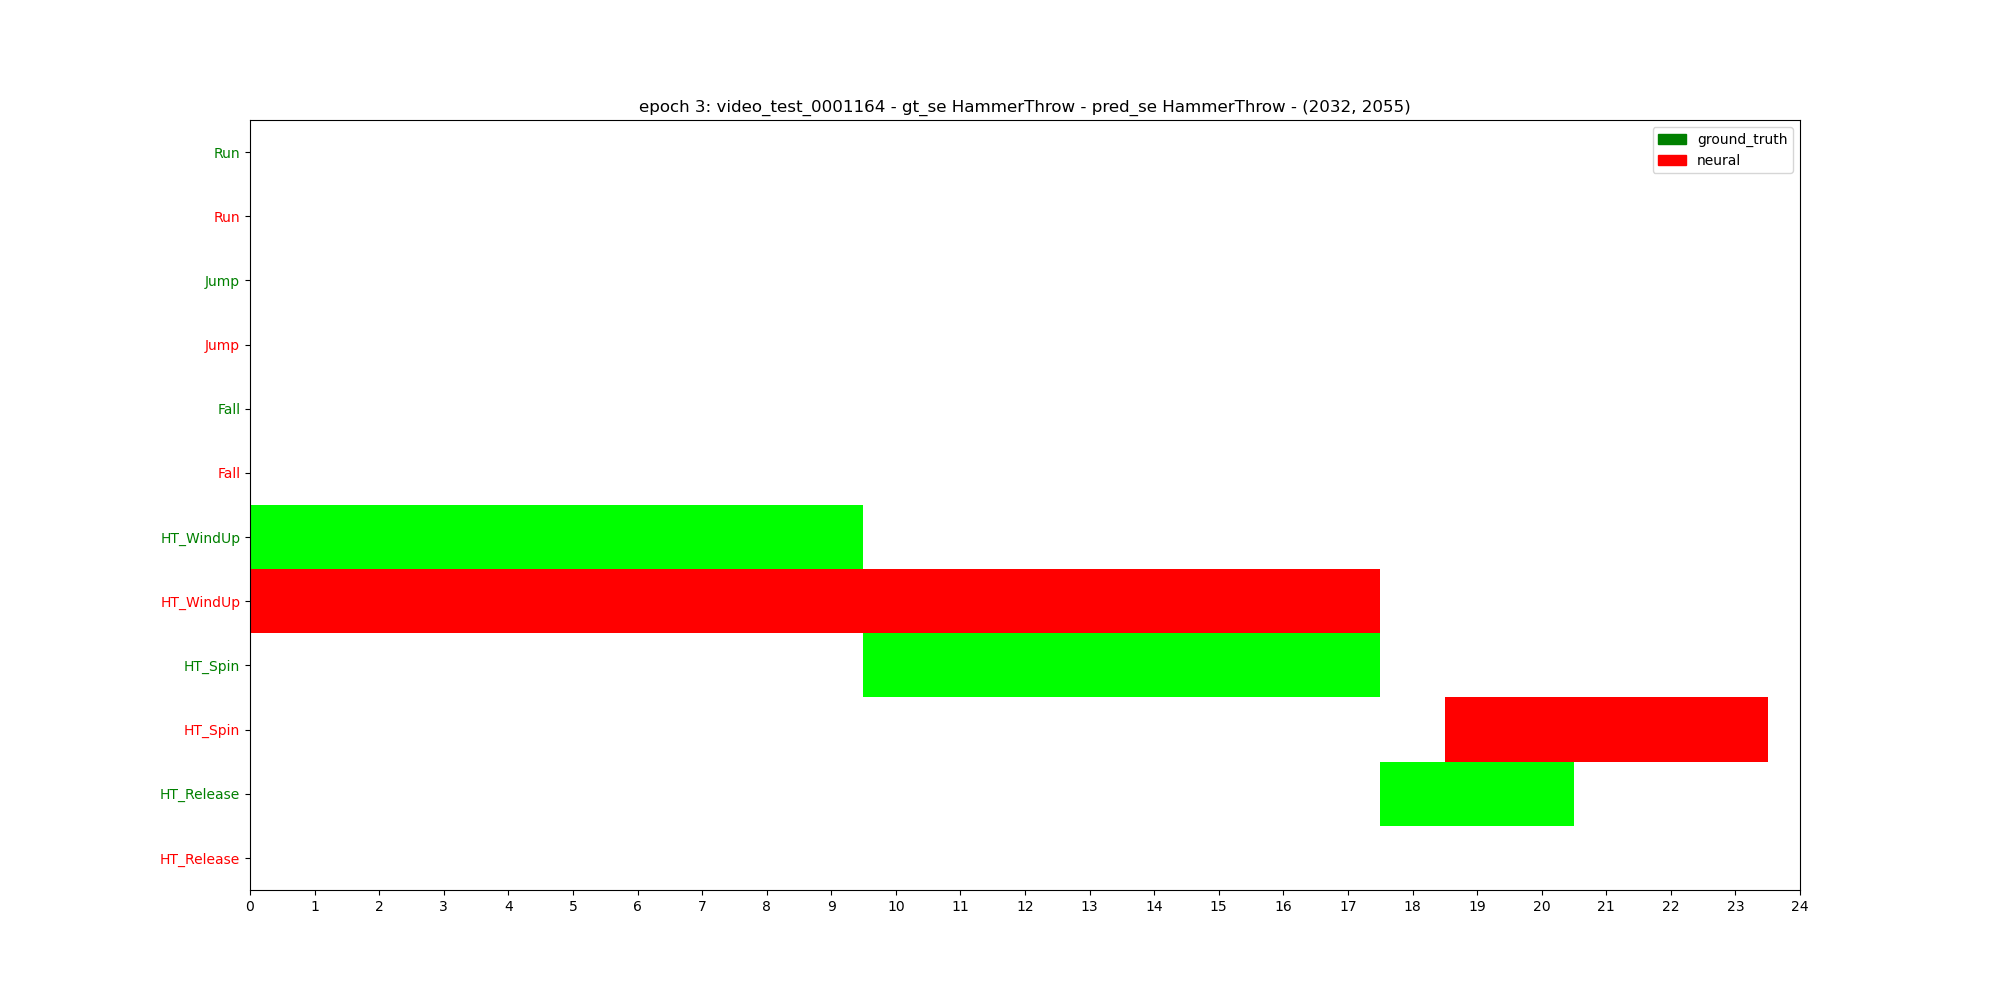 epoch 3: video_test_0001164 - gt_se HammerThrow - pred_se HammerThrow - (2032, 2055)
ground_truth
neural
Run
Run
Jump
Jump
Fall
Fall
HT_WindUp
HT_WindUp
HT_Spin
HT_Spin
HT_Release
HT_Release
0 1 2 3 4 5 6 7 8 9 10 11 12 13 14 15 16 17 18 19 20 21 22 23 24